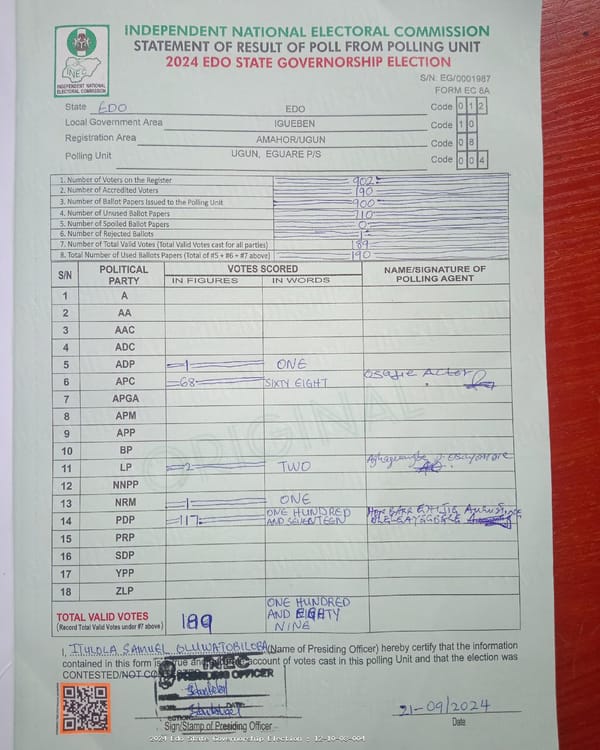 INDEPENDENT NATIONAL ELECTORAL COMMISSION
STATEMENT OF RESULT OF POLL FROM POLLING UNIT
2024 EDO STATE GOVERNORSHIP ELECTION
INEC
INDEPENDENT NATIONAL
ELECTORAL COMMISSION
S/N: EG/0001987
FORM EC 8A
State EDO EDO Code 0 1 2
Local Government Area IGUEBEN Code 1 0
Registration Area AMAHOR/UGUN Code 0 8
Polling Unit UGUN, EGUARE P/S Code 0 0 4
1. Number of Voters on the Register 902
2. Number of Accredited Voters 190
3. Number of Ballot Papers Issued to the Polling Unit 900
4. Number of Unused Ballot Papers 710
5. Number of Spoiled Ballot Papers 0
6. Number of Rejected Ballots 1
7. Number of Total Valid Votes (Total Valid Votes cast for all parties) 189
8. Total Number of Used Ballots Papers (Total of #5 + #6 + #7 above) 190
S/N POLITICAL PARTY VOTES SCORED NAME/SIGNATURE OF POLLING AGENT
IN FIGURES IN WORDS
1 A
2 AA
3 AAC
4 ADC
5 ADP 1 ONE
6 APC 68 SIXTY EIGHT Osagie
7 APGA
8 APM
9 APP
10 BP
11 LP 2 TWO
12 NNPP
13 NRM 1 ONE
14 PDP 117 ONE HUNDRED AND SEVENTEEN
15 PRP
16 SDP
17 YPP
18 ZLP
ORIGINAL
TOTAL VALID VOTES 189 ONE HUNDRED AND EIGHTY NINE
(Record Total Valid Votes under #7 above)
I, ITULOLA SAMUEL OLUWATOBILOBA (Name of Presiding Officer) hereby certify that the information
contained in this form is true and account of votes cast in this polling Unit and that the election was
CONTESTED/NOT
INEC
PRESIDING OFFICER
DATE:
21-09/2024
Sign/Stamp of Presiding Officer Date
2024 Edo State Governorship Election : 12-10-08-004